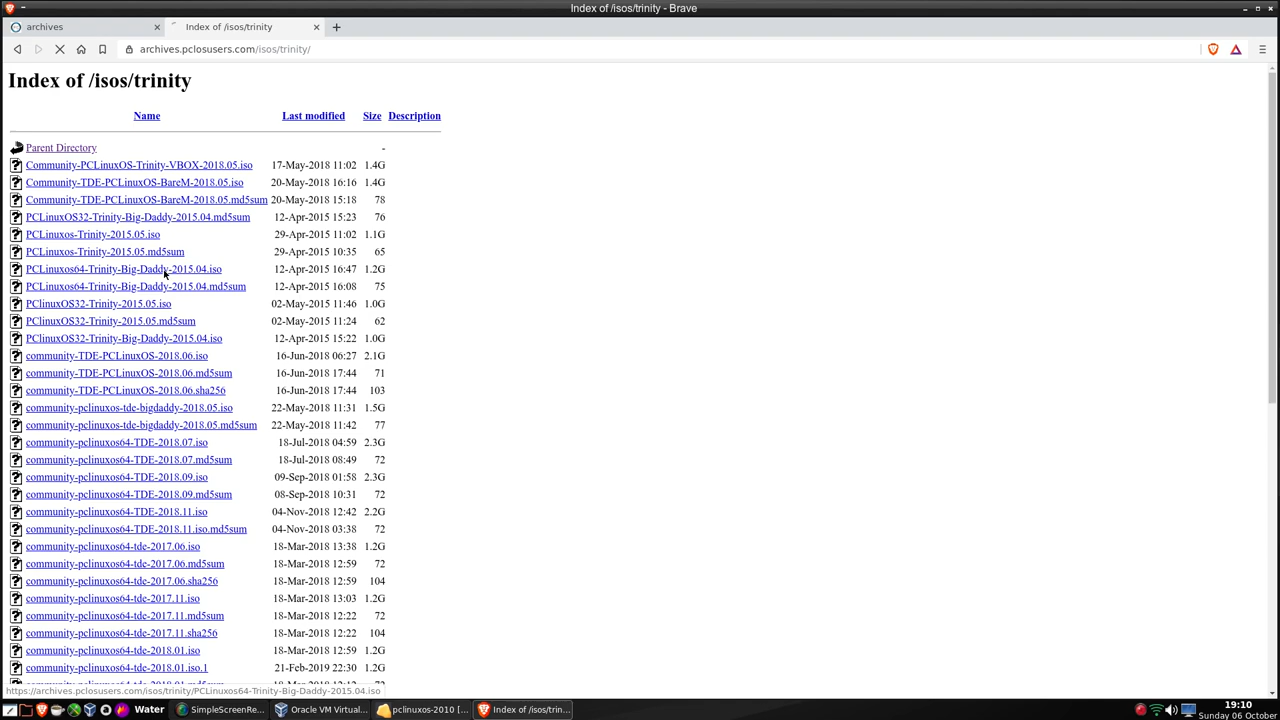 Index of /isos/trinity - Brave
archives
Index of /isos/trinity
archives.pclosusers.com/isos/trinity/
Index of /isos/trinity
Name Last modified Size Description
Parent Directory -
Community-PCLinuxOS-Trinity-VBOX-2018.05.iso 17-May-2018 11:02 1.4G
Community-TDE-PCLinuxOS-BareM-2018.05.iso 20-May-2018 16:16 1.4G
Community-TDE-PCLinuxOS-BareM-2018.05.md5sum 20-May-2018 15:18 78
PCLinuxOS32-Trinity-Big-Daddy-2015.04.md5sum 12-Apr-2015 15:23 76
PCLinuxos-Trinity-2015.05.iso 29-Apr-2015 11:02 1.1G
PCLinuxos-Trinity-2015.05.md5sum 29-Apr-2015 10:35 65
PCLinuxos64-Trinity-Big-Daddy-2015.04.iso 12-Apr-2015 16:47 1.2G
PCLinuxos64-Trinity-Big-Daddy-2015.04.md5sum 12-Apr-2015 16:08 75
PClinuxOS32-Trinity-2015.05.iso 02-May-2015 11:46 1.0G
PClinuxOS32-Trinity-2015.05.md5sum 02-May-2015 11:24 62
PClinuxOS32-Trinity-Big-Daddy-2015.04.iso 12-Apr-2015 15:22 1.0G
community-TDE-PCLinuxOS-2018.06.iso 16-Jun-2018 06:27 2.1G
community-TDE-PCLinuxOS-2018.06.md5sum 16-Jun-2018 17:44 71
community-TDE-PCLinuxOS-2018.06.sha256 16-Jun-2018 17:44 103
community-pclinuxos-tde-bigdaddy-2018.05.iso 22-May-2018 11:31 1.5G
community-pclinuxos-tde-bigdaddy-2018.05.md5sum 22-May-2018 11:42 77
community-pclinuxos64-TDE-2018.07.iso 18-Jul-2018 04:59 2.3G
community-pclinuxos64-TDE-2018.07.md5sum 18-Jul-2018 08:49 72
community-pclinuxos64-TDE-2018.09.iso 09-Sep-2018 01:58 2.3G
community-pclinuxos64-TDE-2018.09.md5sum 08-Sep-2018 10:31 72
community-pclinuxos64-TDE-2018.11.iso 04-Nov-2018 12:42 2.2G
community-pclinuxos64-TDE-2018.11.iso.md5sum 04-Nov-2018 03:38 72
community-pclinuxos64-tde-2017.06.iso 18-Mar-2018 13:38 1.2G
community-pclinuxos64-tde-2017.06.md5sum 18-Mar-2018 12:59 72
community-pclinuxos64-tde-2017.06.sha256 18-Mar-2018 12:59 104
community-pclinuxos64-tde-2017.11.iso 18-Mar-2018 13:03 1.2G
community-pclinuxos64-tde-2017.11.md5sum 18-Mar-2018 12:22 72
community-pclinuxos64-tde-2017.11.sha256 18-Mar-2018 12:22 104
community-pclinuxos64-tde-2018.01.iso 18-Mar-2018 12:59 1.2G
community-pclinuxos64-tde-2018.01.iso.1 21-Feb-2019 22:30 1.2G
https://archives.pclosusers.com/isos/trinity/PCLinuxos64-Trinity-Big-Daddy-2015.04.iso
Water
SimpleScreenRe...
Oracle VM Virtual...
pclinuxos-2010 [...
Index of /isos/trin...
19:10
Sunday 06 October